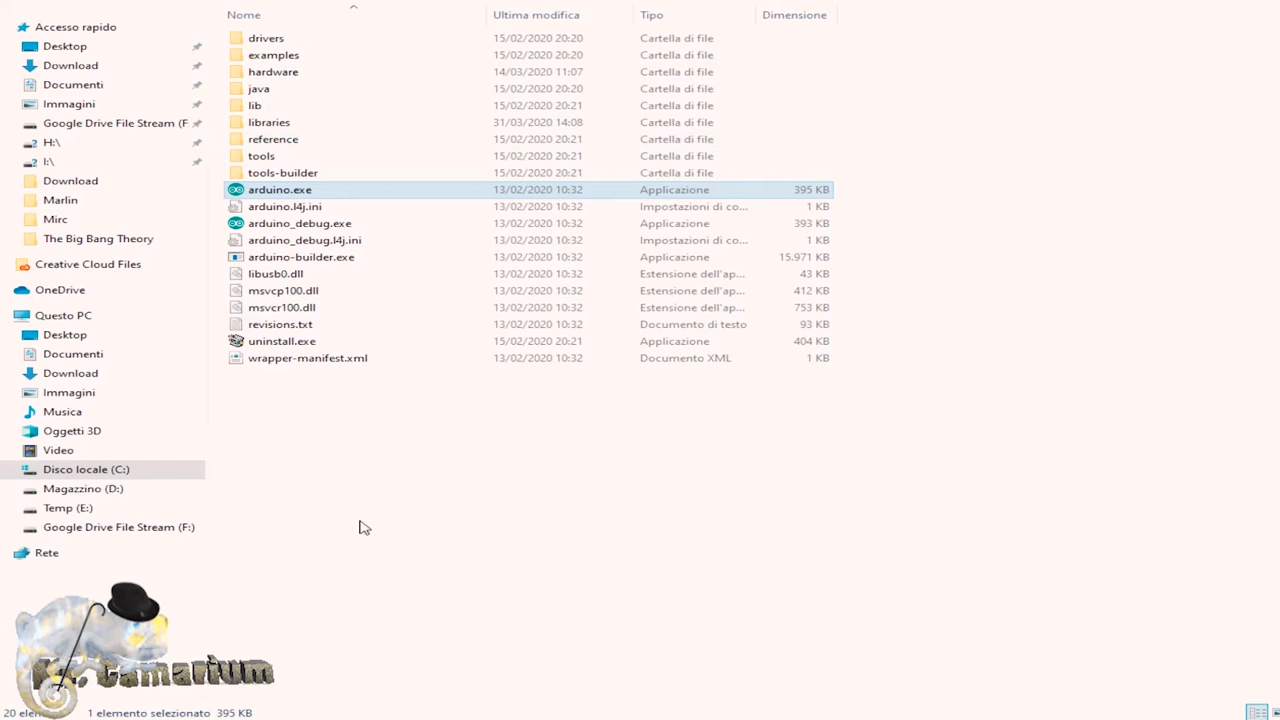 Nome Ultima modifica Tipo Dimensione
Accesso rapido
Desktop
Download
Documenti
Immagini
Google Drive File Stream (F
H:\
I:\
Download
Marlin
Mirc
The Big Bang Theory
Creative Cloud Files
OneDrive
Questo PC
Desktop
Documenti
Download
Immagini
Musica
Oggetti 3D
Video
Disco locale (C:)
Magazzino (D:)
Temp (E:)
Google Drive File Stream (F:)
Rete
drivers 15/02/2020 20:20 Cartella di file
examples 15/02/2020 20:20 Cartella di file
hardware 14/03/2020 11:07 Cartella di file
java 15/02/2020 20:20 Cartella di file
lib 15/02/2020 20:21 Cartella di file
libraries 31/03/2020 14:08 Cartella di file
reference 15/02/2020 20:21 Cartella di file
tools 15/02/2020 20:21 Cartella di file
tools-builder 15/02/2020 20:21 Cartella di file
arduino.exe 13/02/2020 10:32 Applicazione 395 KB
arduino.l4j.ini 13/02/2020 10:32 Impostazioni di co... 1 KB
arduino_debug.exe 13/02/2020 10:32 Applicazione 393 KB
arduino_debug.l4j.ini 13/02/2020 10:32 Impostazioni di co... 1 KB
arduino-builder.exe 13/02/2020 10:32 Applicazione 15.971 KB
libusb0.dll 13/02/2020 10:32 Estensione dell'ap... 43 KB
msvcp100.dll 13/02/2020 10:32 Estensione dell'ap... 412 KB
msvcr100.dll 13/02/2020 10:32 Estensione dell'ap... 753 KB
revisions.txt 13/02/2020 10:32 Documento di testo 93 KB
uninstall.exe 15/02/2020 20:21 Applicazione 404 KB
wrapper-manifest.xml 13/02/2020 10:32 Documento XML 1 KB
Camarium
20 1 elemento selezionato 395 KB